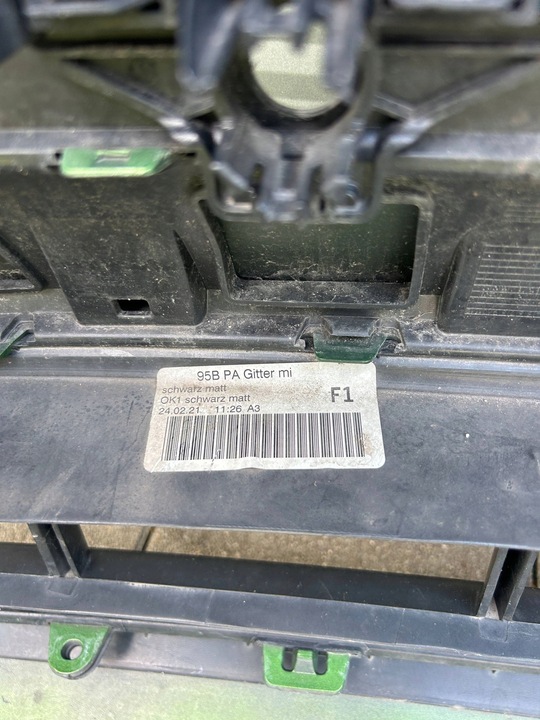 95B PA Gitter mi
schwarz matt
OK1 schwarz matt
F1
24.02.21 11:26 A3